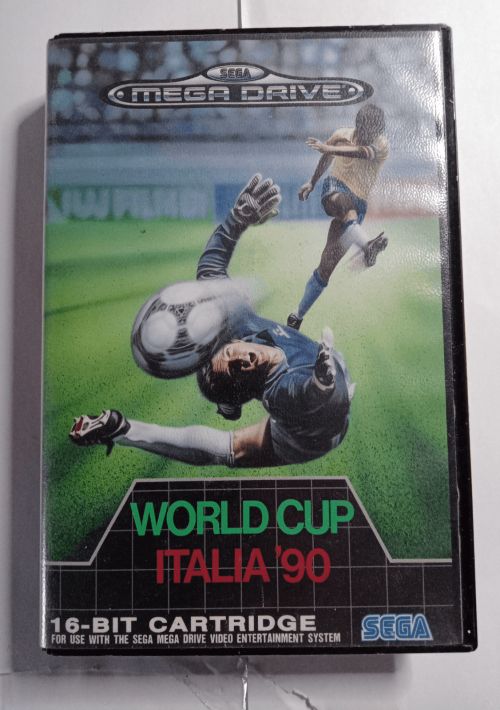 SEGA
MEGA DRIVE
WORLD CUP
ITALIA '90
16-BIT CARTRIDGE
FOR USE WITH THE SEGA MEGA DRIVE VIDEO ENTERTAINMENT SYSTEM
SEGA